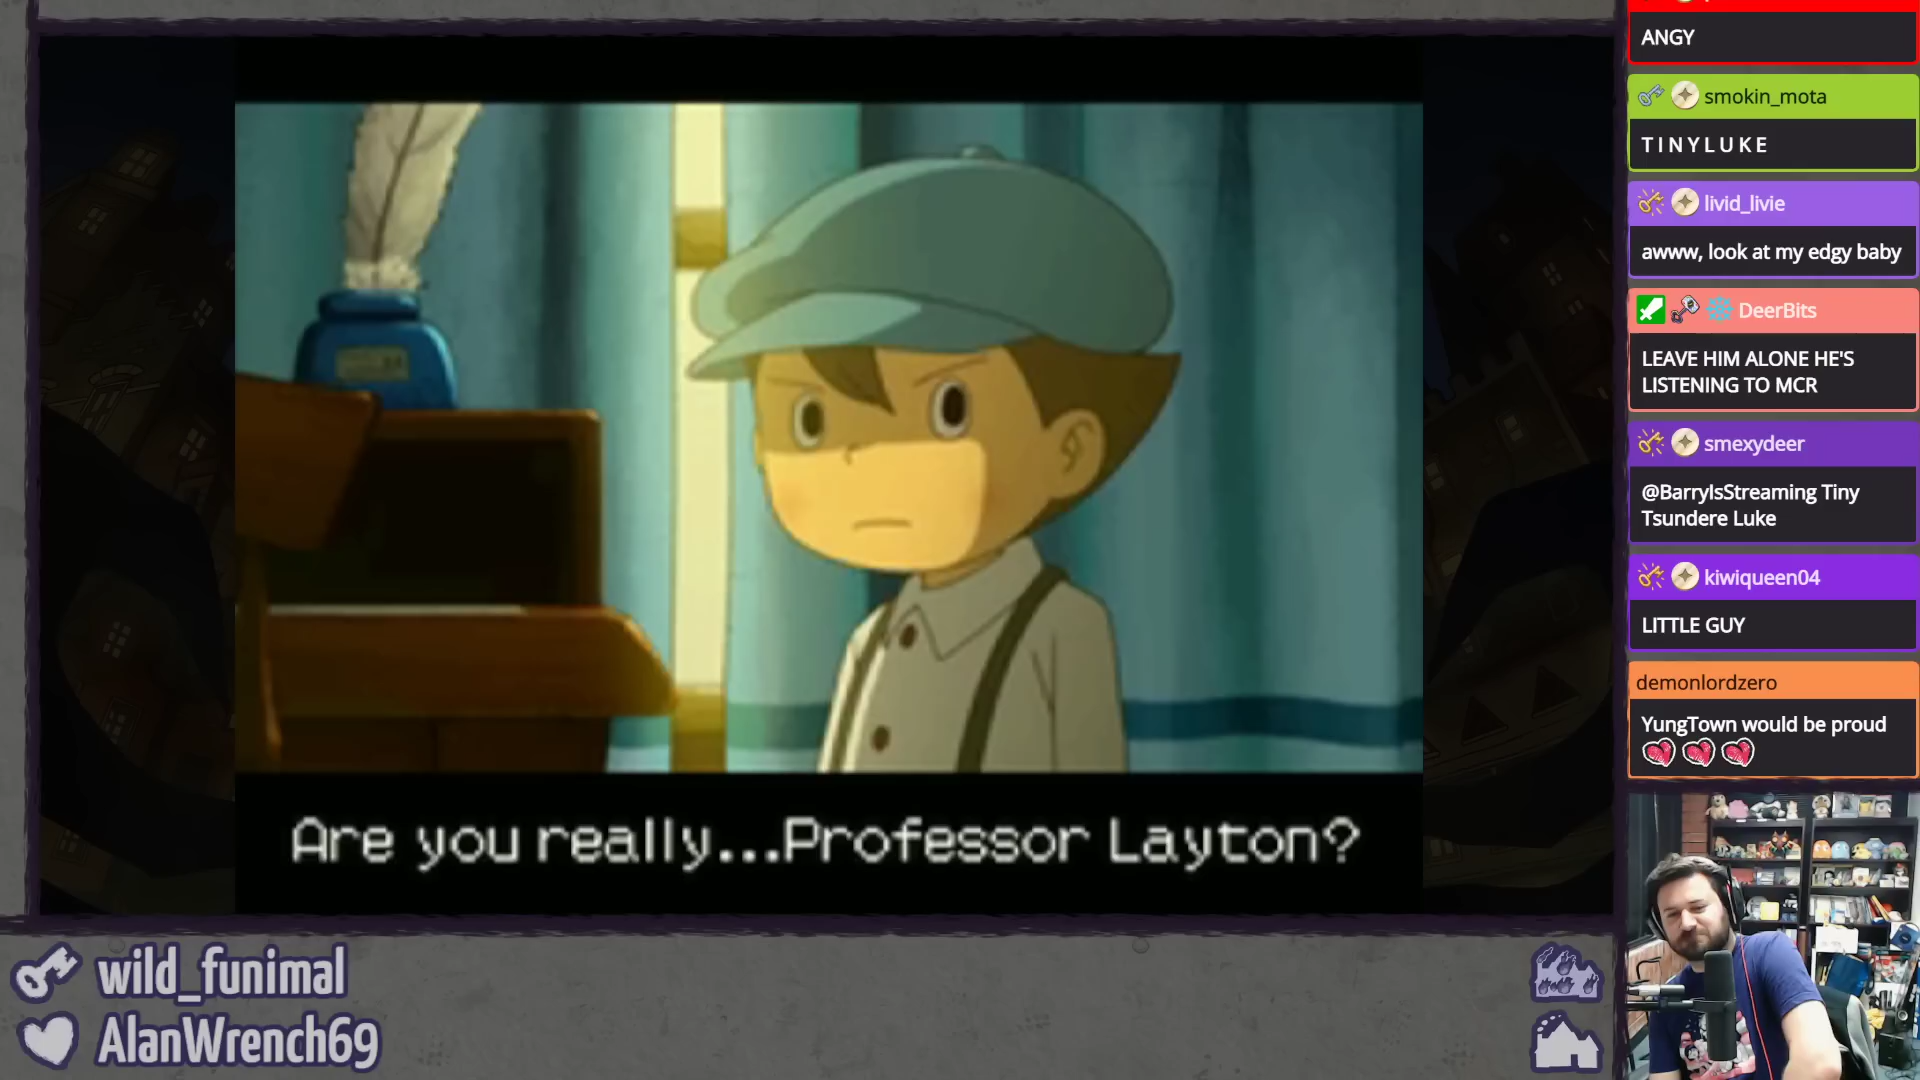 ANGY
smokin_mota
T I N Y L U K E
livid_livie
awww, look at my edgy baby
DeerBits
LEAVE HIM ALONE HE'S
LISTENING TO MCR
smexydeer
@BarryIsStreaming Tiny
Tsundere Luke
kiwiqueen04
LITTLE GUY
demonlordzero
YungTown would be proud
Are you really...Professor Layton?
wild_funimal
AlanWrench69